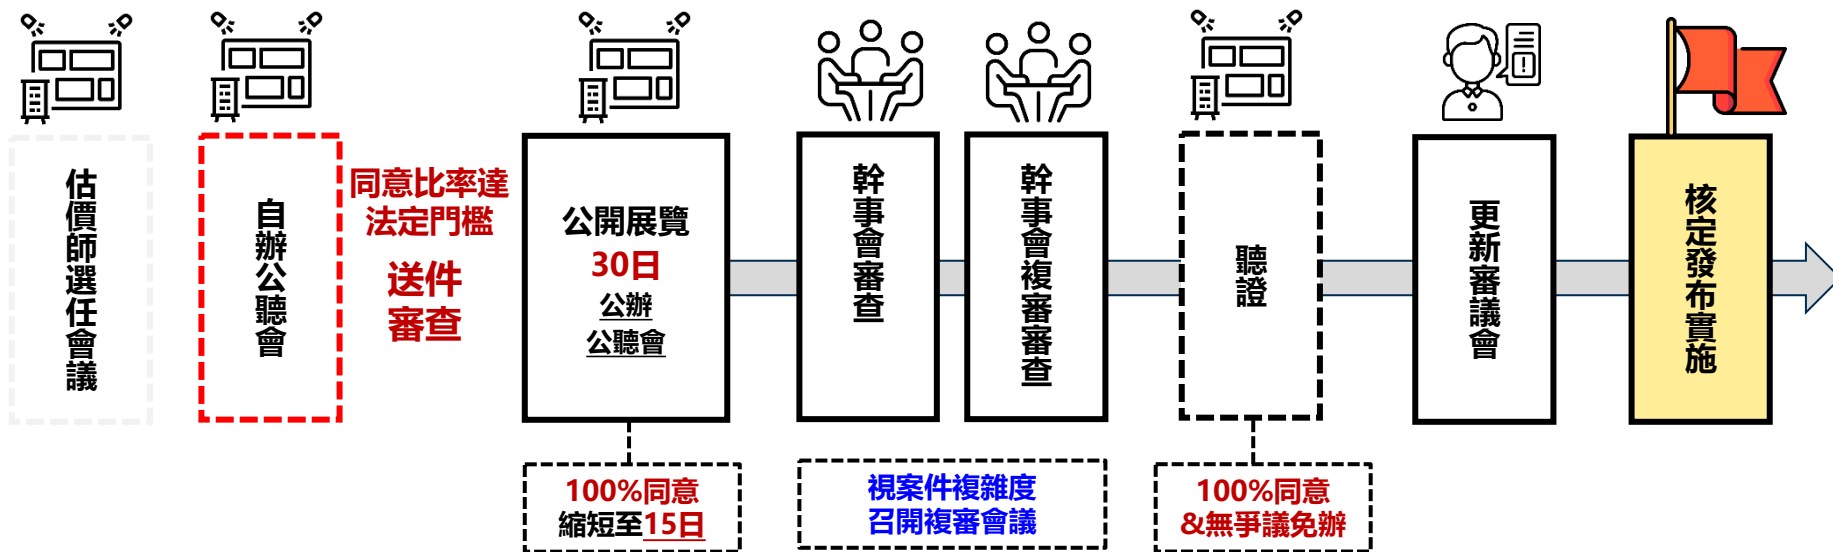 估價師選任會議
自辦公聽會
同意比率達
法定門檻
送件
審查
公開展覽
30日
公辦
公聽會
100%同意
縮短至15日
幹事會審查
幹事會複審審查
視案件複雜度
召開複審會議
聽證
100%同意
&無爭議免辦
更新審議會
核定發布實施